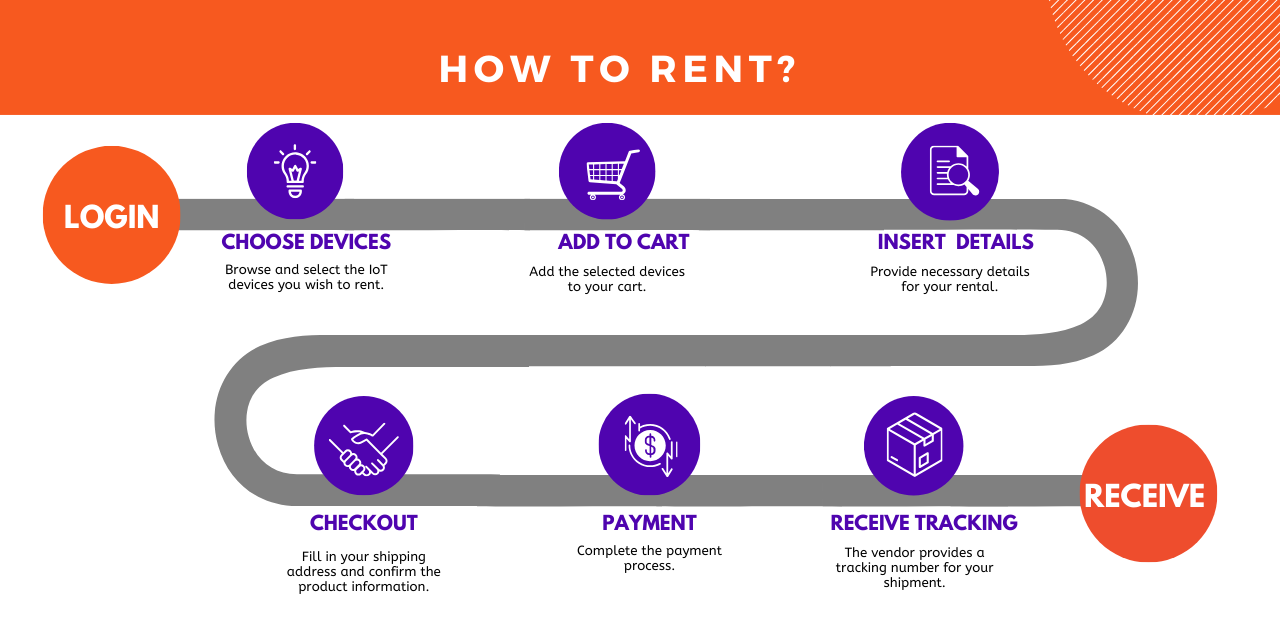 HOW TO RENT?
LOGIN
CHOOSE DEVICES
Browse and select the IoT
devices you wish to rent.
ADD TO CART
Add the selected devices
to your cart.
INSERT  DETAILS
Provide necessary details
for your rental.
CHECKOUT
Fill in your shipping
address and confirm the
product information.
PAYMENT
Complete the payment
process.
RECEIVE TRACKING
The vendor provides a
tracking number for your
shipment.
RECEIVE
$